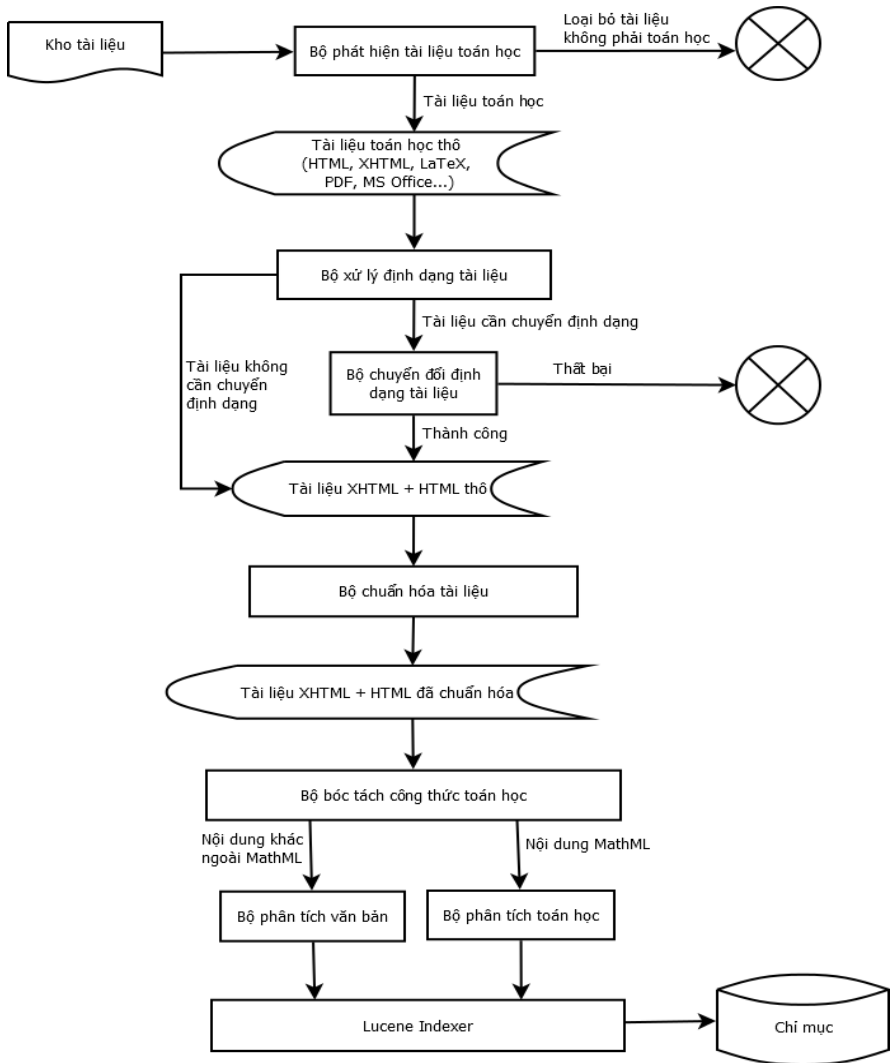 Kho tài liệu
Bộ phát hiện tài liệu toán học
Loại bỏ tài liệu
không phải toán học
Tài liệu toán học
Tài liệu toán học thô
(HTML, XHTML, LaTeX,
PDF, MS Office...)
Bộ xử lý định dạng tài liệu
Tài liệu cần chuyển định dạng
Tài liệu không
cần chuyển
định dạng
Bộ chuyển đổi định
dạng tài liệu
Thất bại
Thành công
Tài liệu XHTML + HTML thô
Bộ chuẩn hóa tài liệu
Tài liệu XHTML + HTML đã chuẩn hóa
Bộ bóc tách công thức toán học
Nội dung khác
ngoài MathML
Nội dung MathML
Bộ phân tích văn bản
Bộ phân tích toán học
Lucene Indexer
Chỉ mục